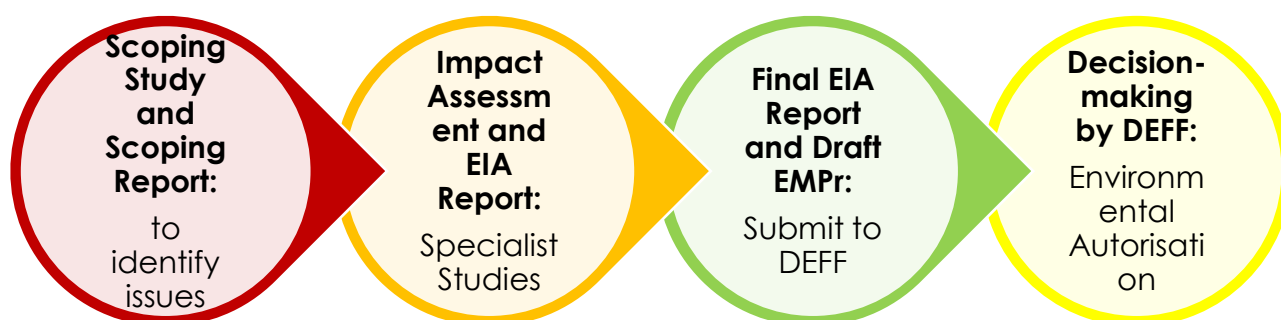 Scoping
Study
and
Scoping
Report:
to
identify
issues
Impact
Assessm
ent and
EIA
Report:
Specialist
Studies
Final EIA
Report
and Draft
EMPr:
Submit to
DEFF
Decision-
making
by DEFF:
Environm
ental
Autorisati
on